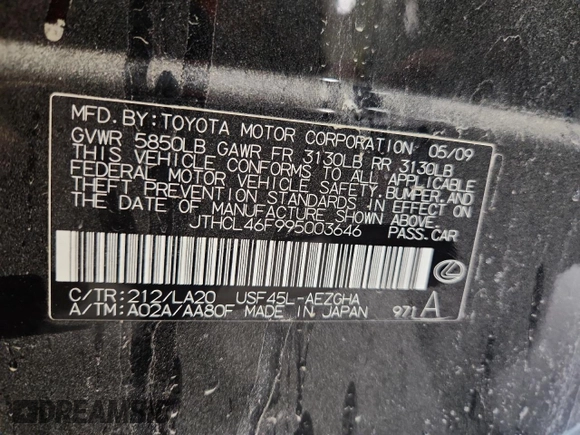 MFD. BY: TOYOTA MOTOR CORPORATION 05/09
GVWR 5850LB GAWR FR 3130LB RR 3130LB
THIS VEHICLE CONFORMS TO ALL APPLICABLE
FEDERAL MOTOR VEHICLE SAFETY, BUMPER, AND
THEFT PREVENTION STANDARDS IN EFFECT ON
THE DATE OF MANUFACTURE SHOWN ABOVE.
JTHCL46F995003646 PASS. CAR
C/TR: 212/LA20 USF45L-AEZGHA
A/TM: A02A/AA80F MADE IN JAPAN 971 A